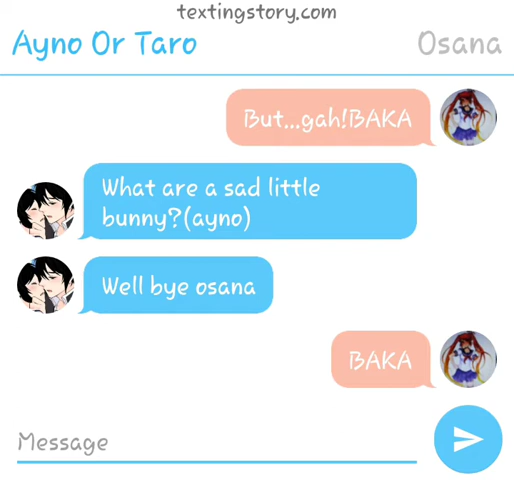 textingstory.com
Ayno Or Taro
Osana
But...gah!BAKA
What are a sad little
bunny?(ayno)
Well bye osana
BAKA
Message